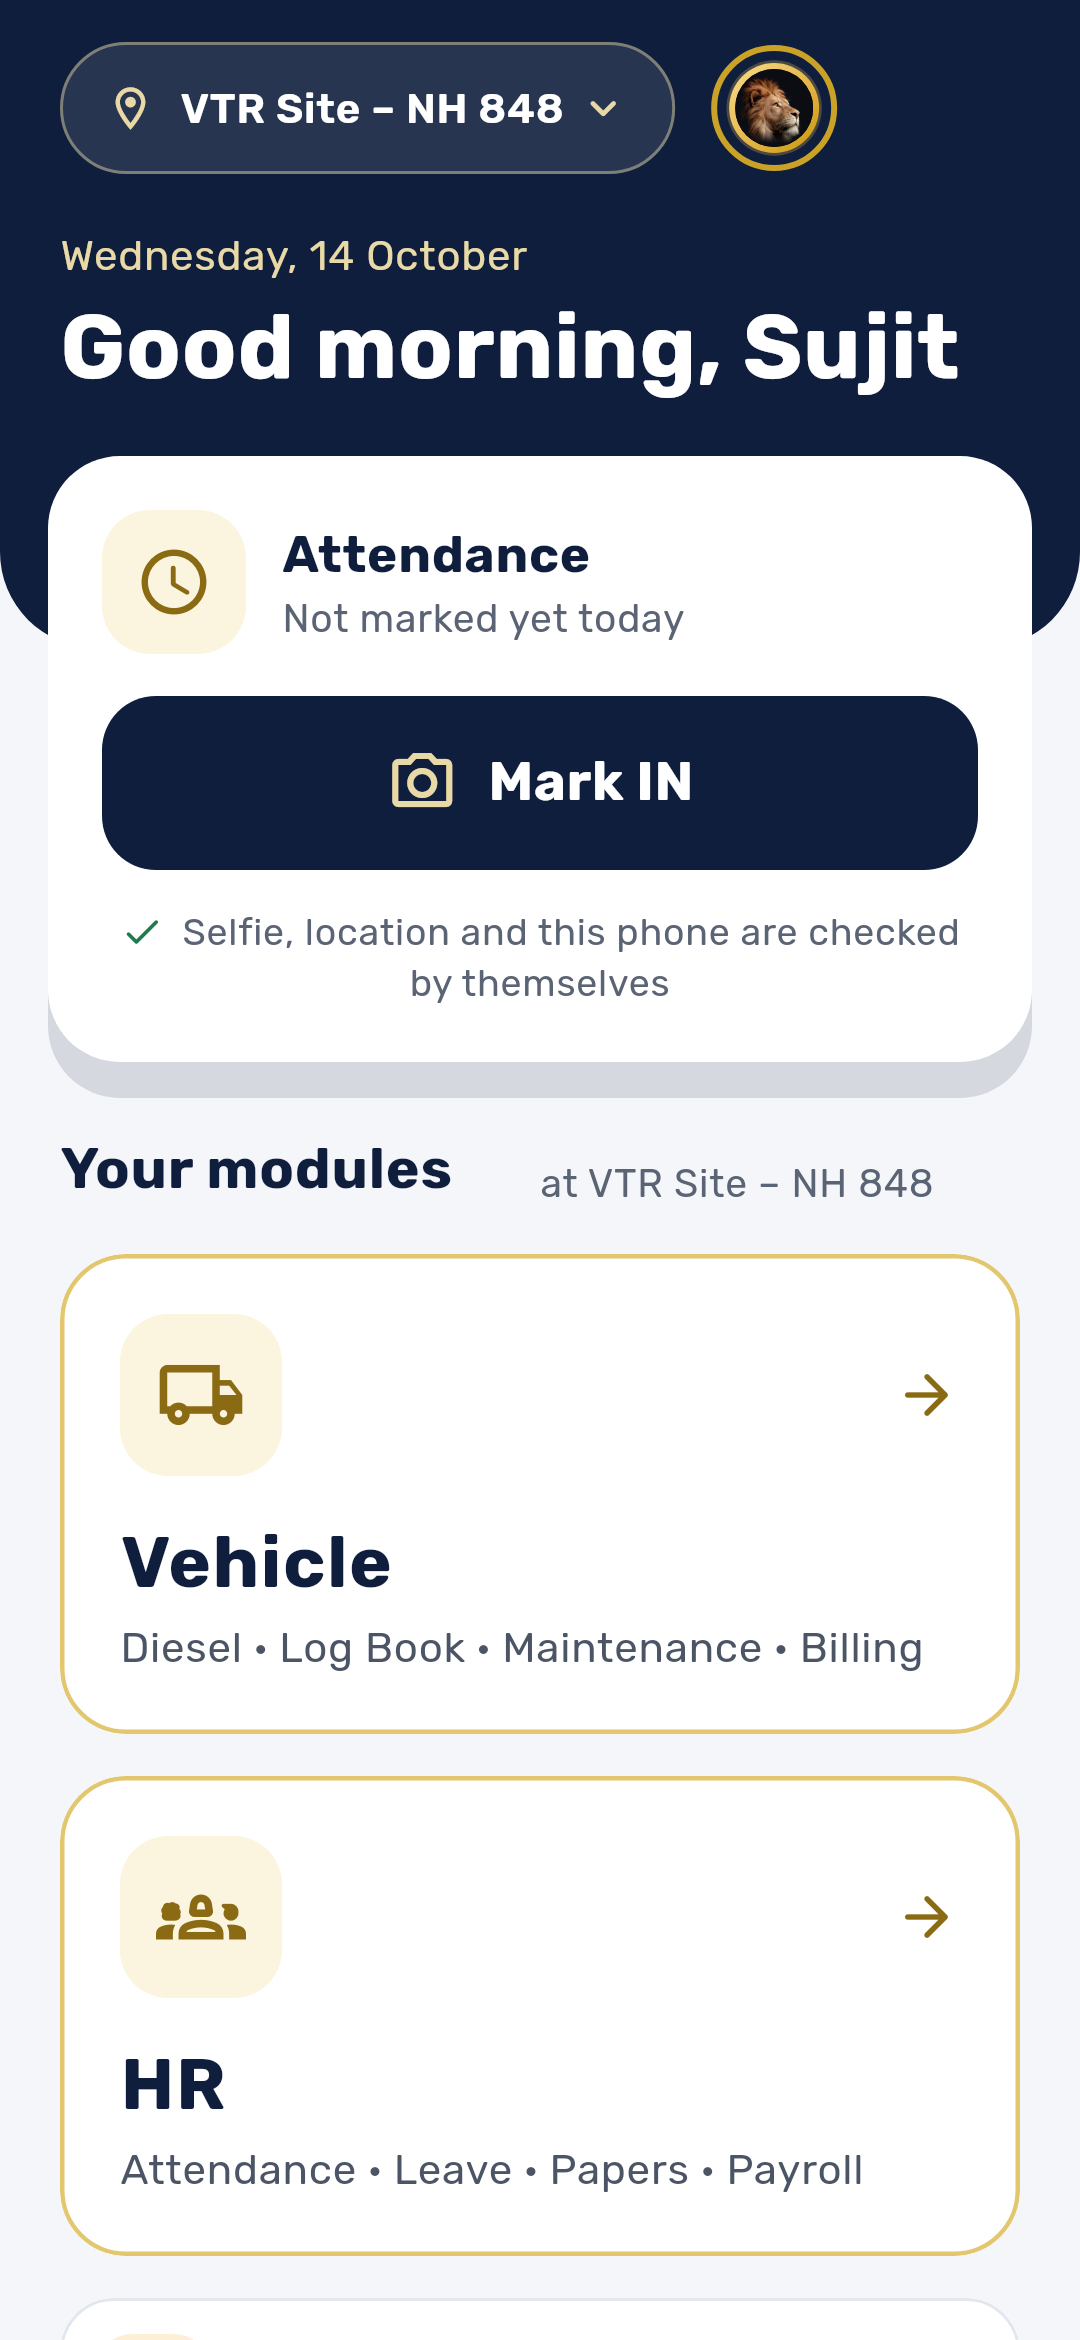 VTR Site – NH 848
Wednesday, 14 October
Good morning, Sujit
Attendance
Not marked yet today
Mark IN
Selfie, location and this phone are checked
by themselves
Your modules
at VTR Site – NH 848
Vehicle
Diesel • Log Book • Maintenance • Billing
HR
Attendance • Leave • Papers • Payroll